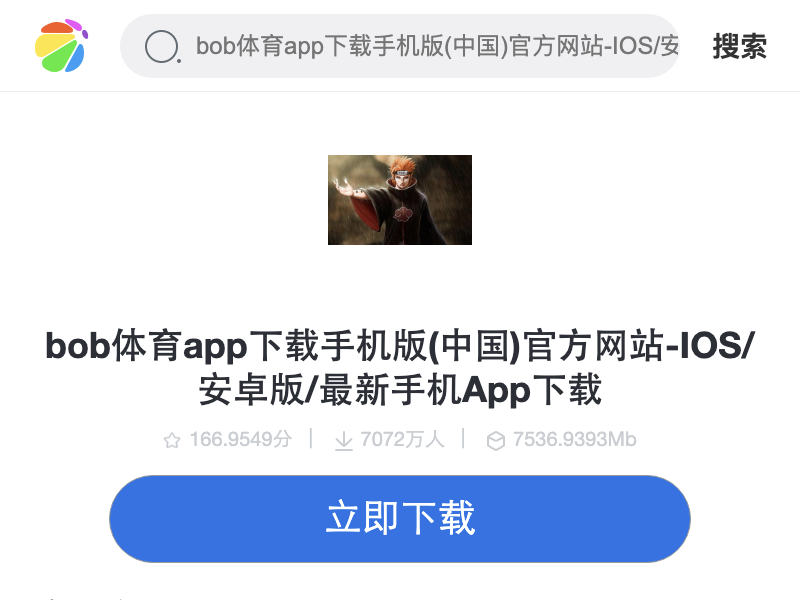 bob体育app下载手机版(中国)官方网站-IOS/安
搜索
bob体育app下载手机版(中国)官方网站-IOS/
安卓版/最新手机App下载
166.9549分 | 7072万人 | 7536.9393Mb
立即下载